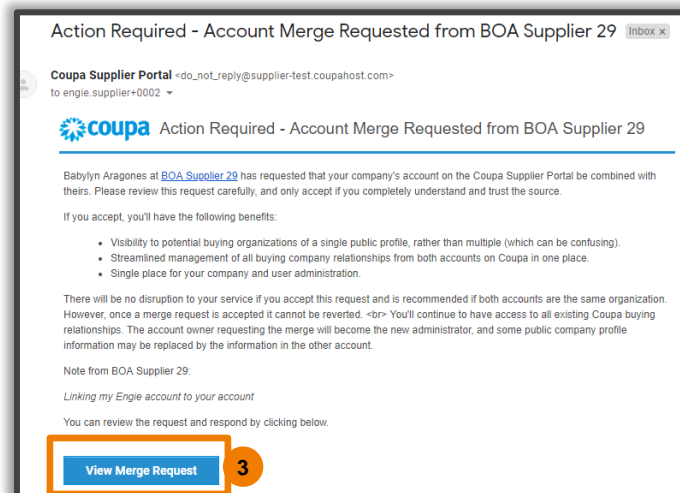 Action Required - Account Merge Requested from BOA Supplier 29 Inbox x
Coupa Supplier Portal <do_not_reply@supplier-test.coupahost.com>
to engie.supplier+0002
coupa Action Required - Account Merge Requested from BOA Supplier 29
Babylyn Aragones at BOA Supplier 29 has requested that your company's account on the Coupa Supplier Portal be combined with
theirs. Please review this request carefully, and only accept if you completely understand and trust the source.
If you accept, you'll have the following benefits:
• Visibility to potential buying organizations of a single public profile, rather than multiple (which can be confusing).
• Streamlined management of all buying company relationships from both accounts on Coupa in one place.
• Single place for your company and user administration.
There will be no disruption to your service if you accept this request and is recommended if both accounts are the same organization.
However, once a merge request is accepted it cannot be reverted. <br> You'll continue to have access to all existing Coupa buying
relationships. The account owner requesting the merge will become the new administrator, and some public company profile
information may be replaced by the information in the other account.
Note from BOA Supplier 29:
Linking my Engie account to your account
You can review the request and respond by clicking below.
View Merge Request 3